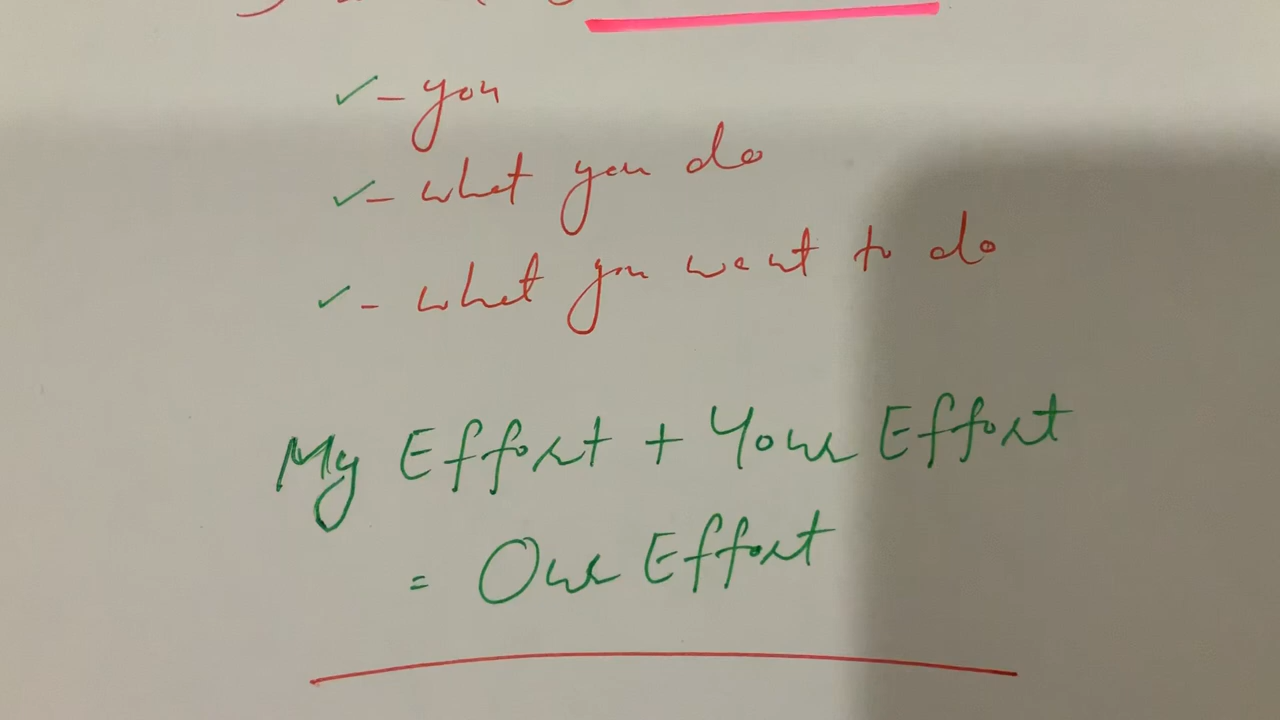 ✓ - you
✓ - what you do
✓ - what you want to do
My Effort + Your Effort
= Our Effort